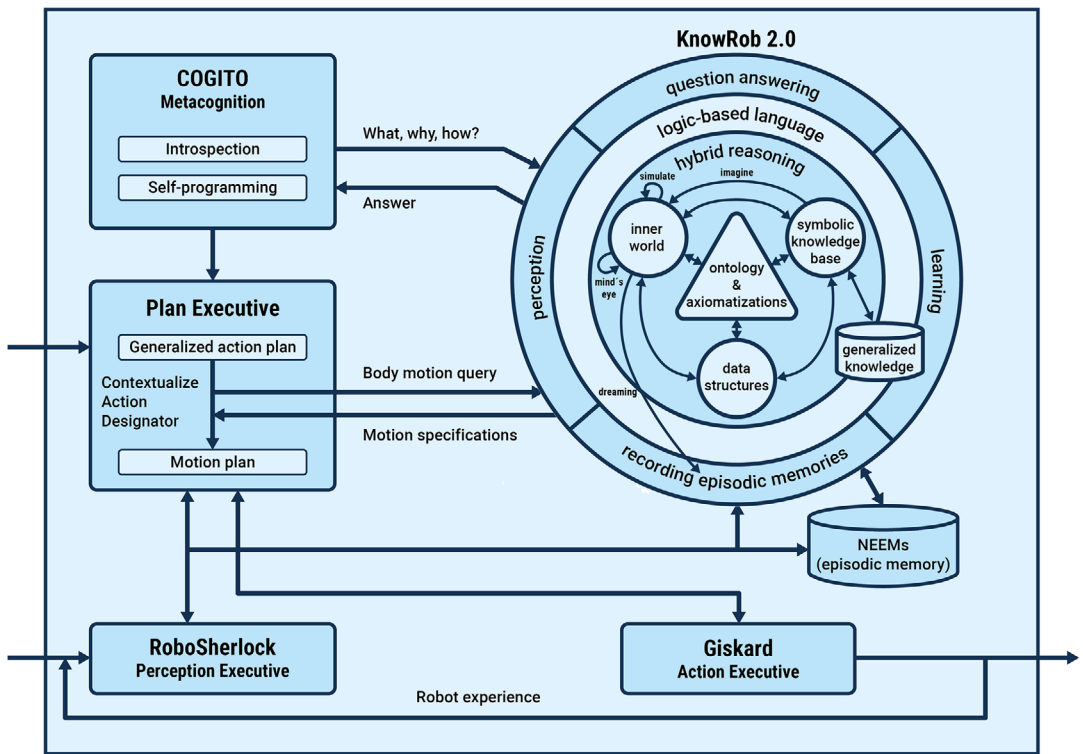 KnowRob 2.0
COGITO
Metacognition
Introspection
Self-programming
What, why, how?
Answer
question answering
logic-based language
hybrid reasoning
simulate
imagine
inner
world
symbolic
knowledge
base
mind´s
eye
ontology
&
axiomatizations
perception
learning
data
structures
generalized
knowledge
dreaming
recording episodic memories
Plan Executive
Generalized action plan
Contextualize
Action
Designator
Motion plan
Body motion query
Motion specifications
NEEMs
(episodic memory)
RoboSherlock
Perception Executive
Giskard
Action Executive
Robot experience